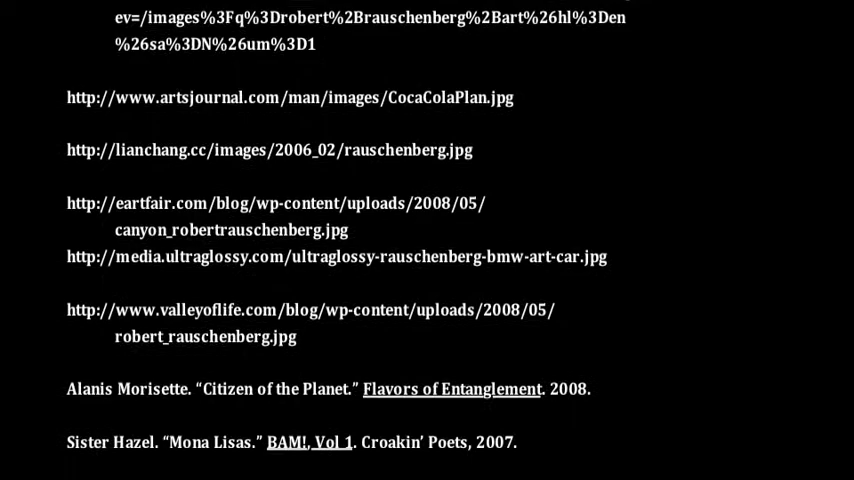 ev=/images%3Fq%3Drobert%2Brauschenberg%2Bart%26hl%3Den
%26sa%3DN%26um%3D1
http://www.artsjournal.com/man/images/CocaColaPlan.jpg
http://lianchang.cc/images/2006_02/rauschenberg.jpg
http://eartfair.com/blog/wp-content/uploads/2008/05/
canyon_robertrauschenberg.jpg
http://media.ultraglossy.com/ultraglossy-rauschenberg-bmw-art-car.jpg
http://www.valleyoflife.com/blog/wp-content/uploads/2008/05/
robert_rauschenberg.jpg
Alanis Morisette. “Citizen of the Planet.” Flavors of Entanglement. 2008.
Sister Hazel. “Mona Lisas.” BAM!, Vol 1. Croakin’ Poets, 2007.